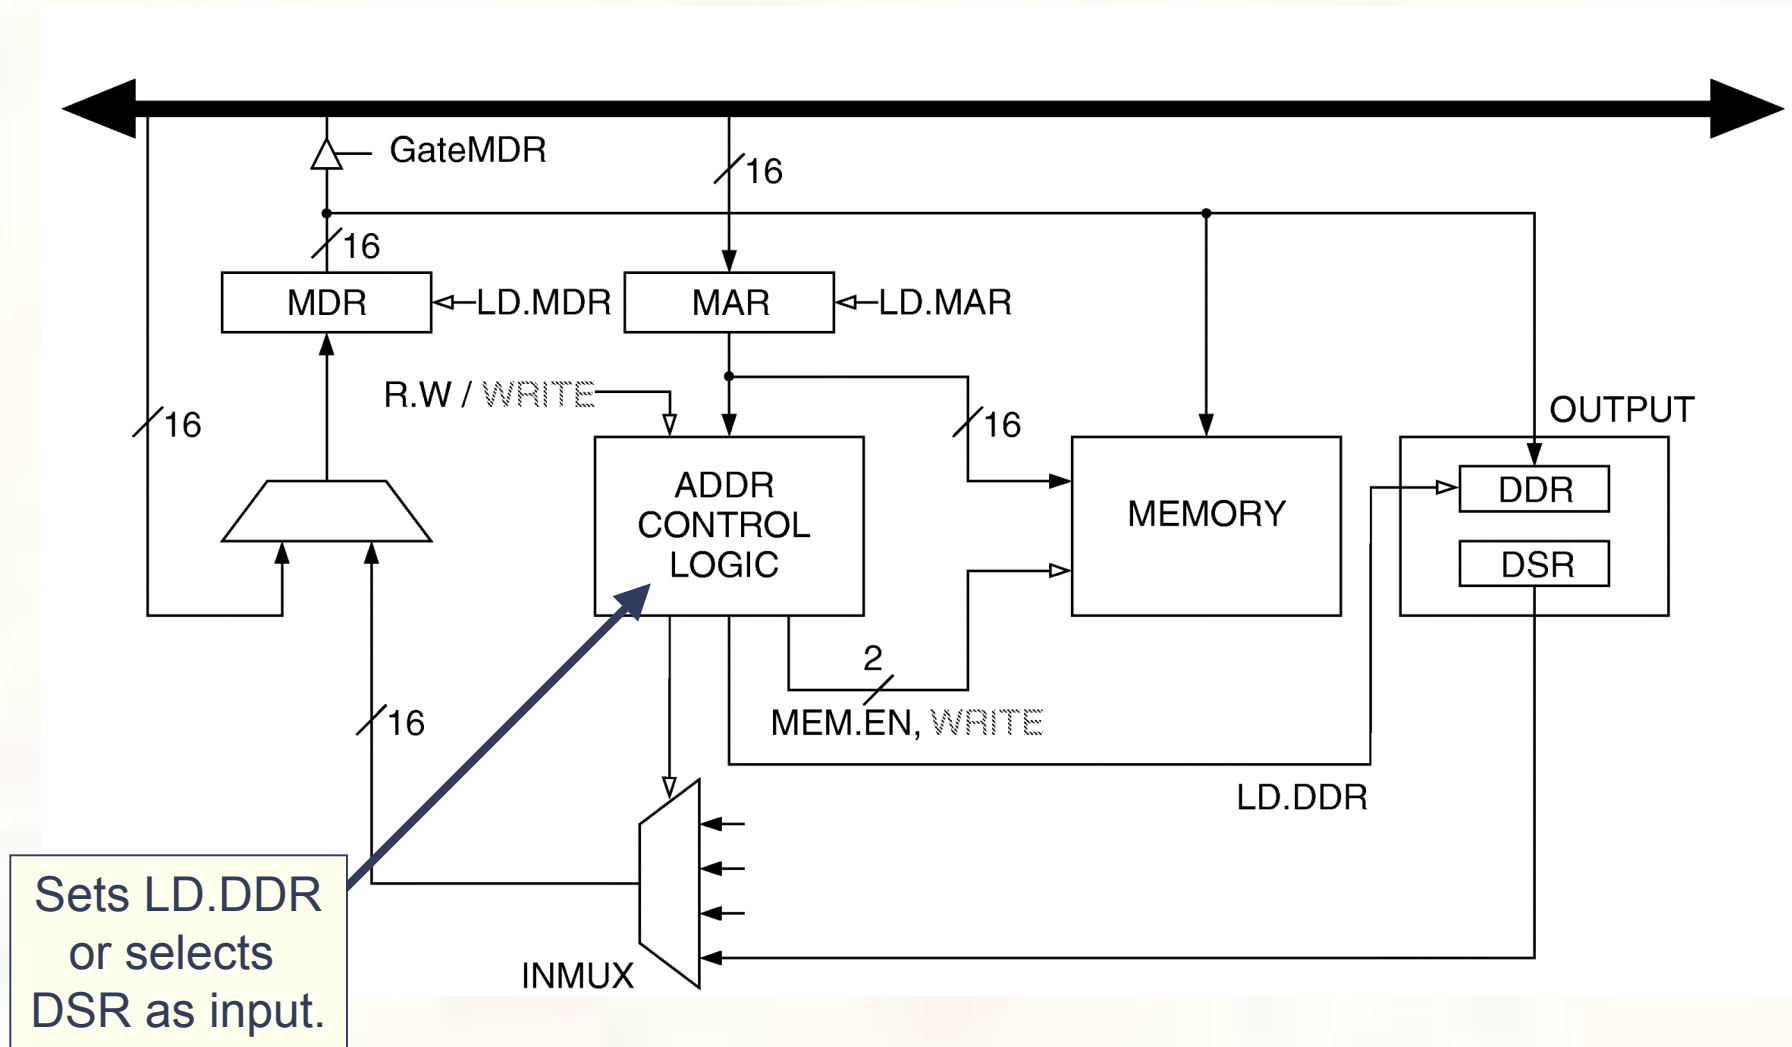 GateMDR
16
16
MDR
LD.MDR
MAR
LD.MAR
R.W / WRITE
16
16
OUTPUT
ADDR
CONTROL
LOGIC
MEMORY
DDR
DSR
2
16
MEM.EN, WRITE
LD.DDR
INMUX
Sets LD.DDR
or selects
DSR as input.